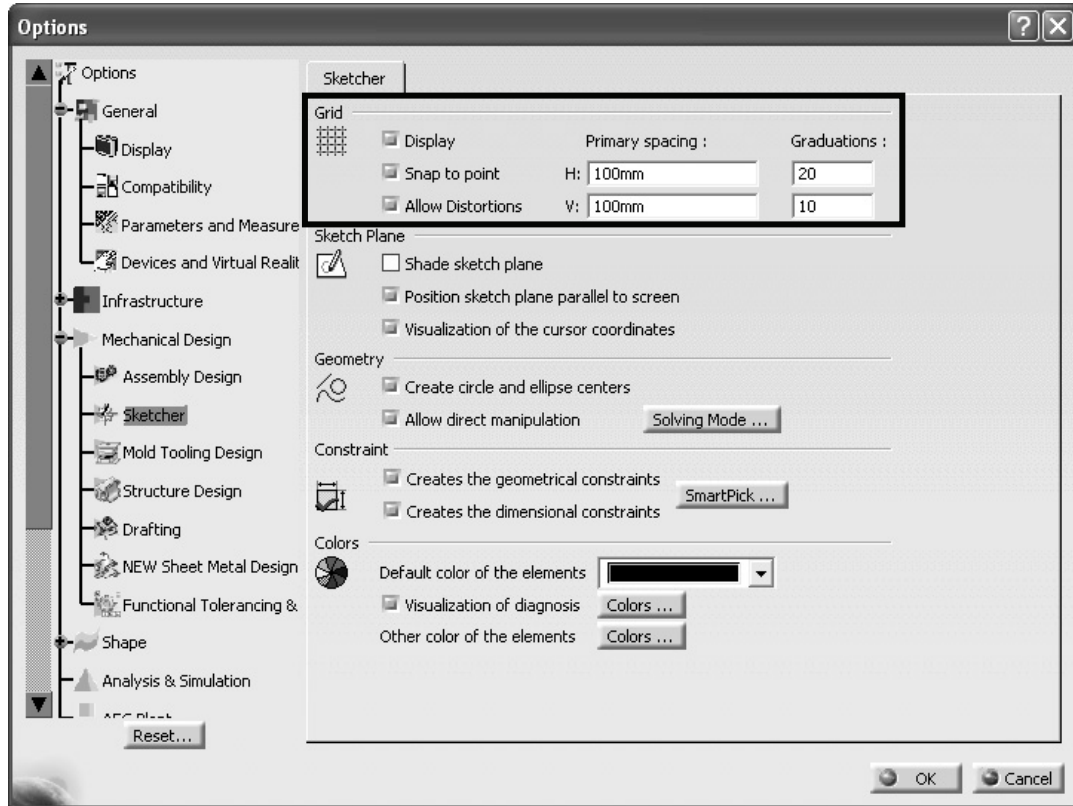 Options
Options
General
Display
Compatibility
Parameters and Measure
Devices and Virtual Realit
Infrastructure
Mechanical Design
Assembly Design
Sketcher
Mold Tooling Design
Structure Design
Drafting
NEW Sheet Metal Design
Functional Tolerancing &
Shape
Analysis & Simulation
AEC Plant
Reset...
Sketcher
Grid
Display Primary spacing : Graduations :
Snap to point H: 100mm 20
Allow Distortions V: 100mm 10
Sketch Plane
Shade sketch plane
Position sketch plane parallel to screen
Visualization of the cursor coordinates
Geometry
Create circle and ellipse centers
Allow direct manipulation Solving Mode ...
Constraint
Creates the geometrical constraints
SmartPick ...
Creates the dimensional constraints
Colors
Default color of the elements
Visualization of diagnosis Colors ...
Other color of the elements Colors ...
OK Cancel